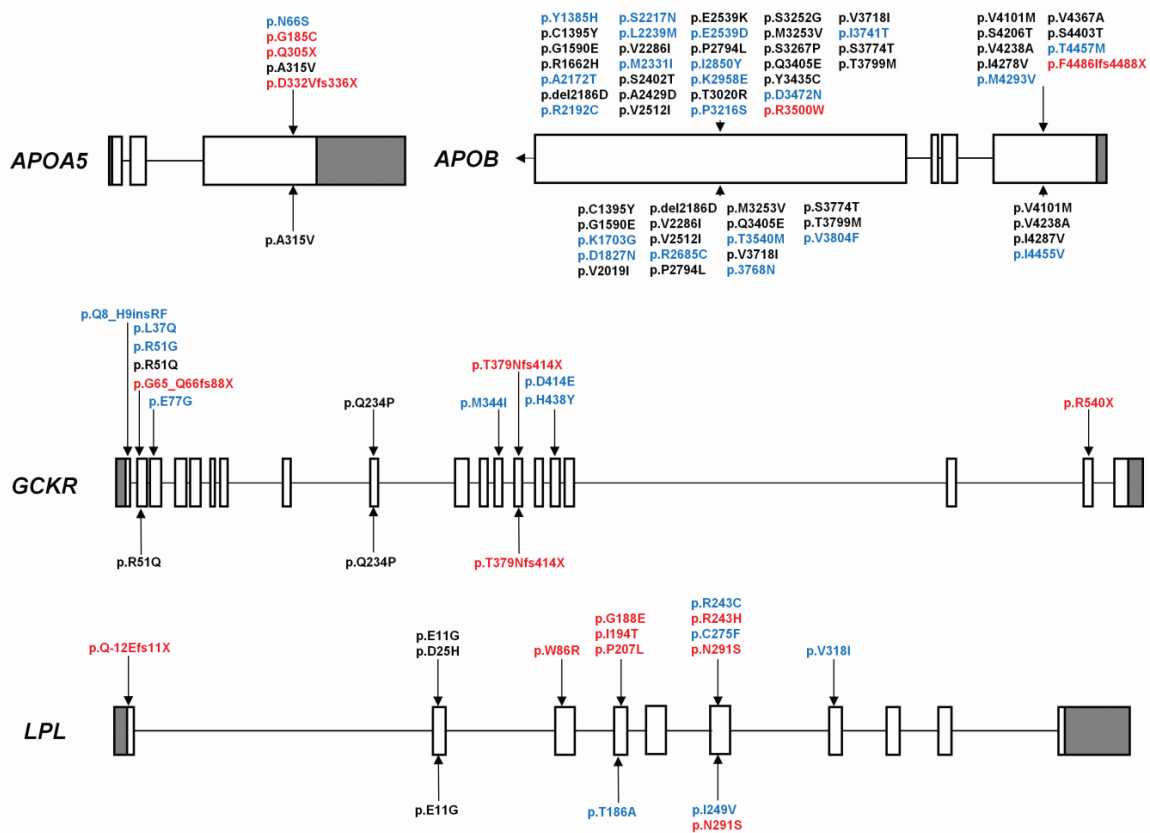 p.N66S
p.G185C
p.Q305X
p.A315V
p.D332Vfs336X
APOA5
p.A315V
p.Y1385H p.S2217N p.E2539K p.S3252G p.V3718I
p.C1395Y p.L2239M p.E2539D p.M3253V p.I3741T
p.G1590E p.V2286I p.P2794L p.S3267P p.S3774T
p.R1662H p.M2331I p.I2850Y p.Q3405E p.T3799M
p.A2172T p.S2402T p.K2958E p.Y3435C
p.del2186D p.A2429D p.T3020R p.D3472N
p.R2192C p.V2512I p.P3216S p.R3500W
p.V4101M p.V4367A
p.S4206T p.S4403T
p.V4238A p.T4457M
p.I4278V p.F4486Ifs4488X
p.M4293V
APOB
p.C1395Y p.del2186D p.M3253V p.S3774T
p.G1590E p.V2286I p.Q3405E p.T3799M
p.K1703G p.V2512I p.T3540M p.V3804F
p.D1827N p.R2685C p.V3718I
p.V2019I p.P2794L p.3768N
p.V4101M
p.V4238A
p.I4287V
p.I4455V
p.Q8_H9insRF
p.L37Q
p.R51G
p.R51Q
p.G65_Q66fs88X
p.E77G
p.Q234P
p.M344I
p.T379Nfs414X
p.D414E
p.H438Y
p.R540X
GCKR
p.R51Q
p.Q234P
p.T379Nfs414X
p.Q-12Efs11X
p.E11G
p.D25H
p.W86R
p.G188E
p.I194T
p.P207L
p.R243C
p.R243H
p.C275F
p.N291S
p.V318I
LPL
p.E11G
p.T186A
p.I249V
p.N291S